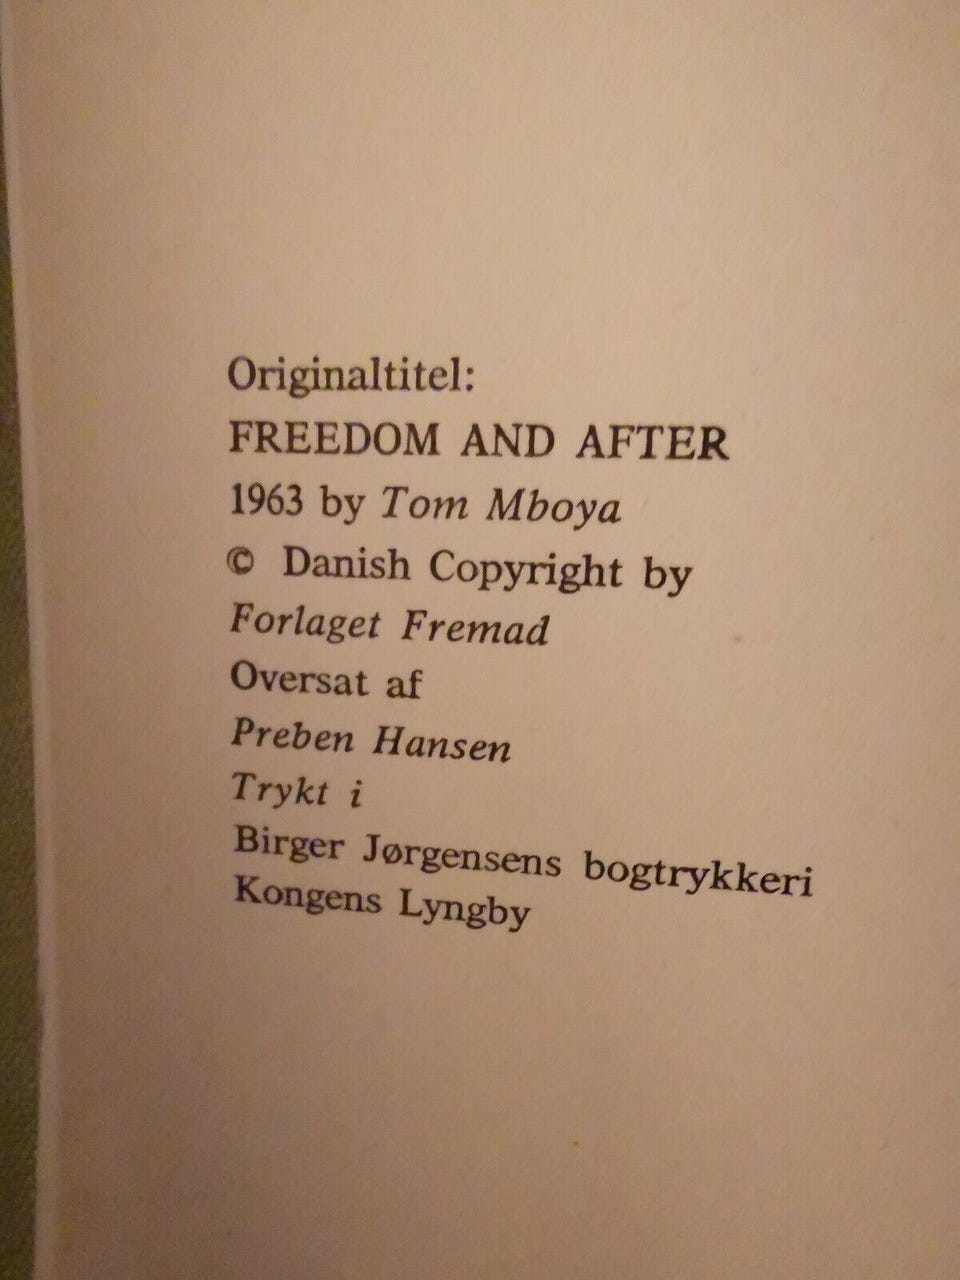 Originaltitel:
FREEDOM AND AFTER
1963 by Tom Mboya
© Danish Copyright by
Forlaget Fremad
Oversat af
Preben Hansen
Trykt i
Birger Jørgensens bogtrykkeri
Kongens Lyngby